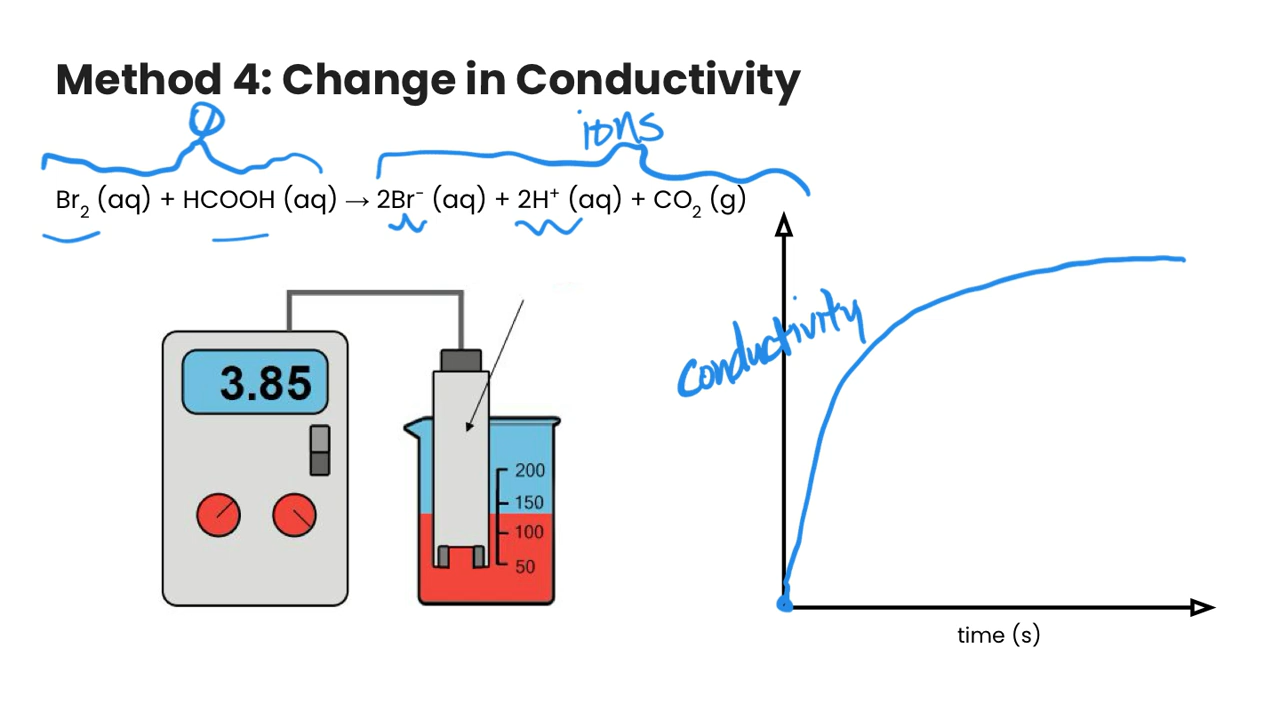 Method 4: Change in Conductivity
ions
Br₂ (aq) + HCOOH (aq) → 2Br⁻ (aq) + 2H⁺ (aq) + CO₂ (g)
conductivity
3.85
200
150
100
50
time (s)